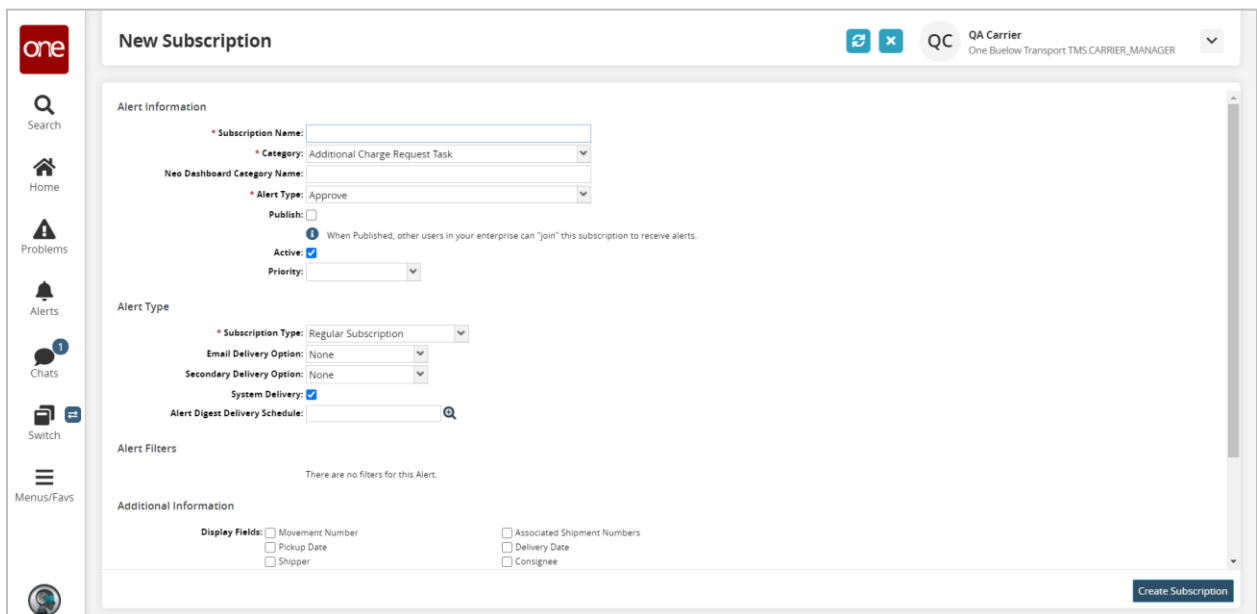 one
New Subscription
QC
QA Carrier
One Buelow Transport TMS.CARRIER_MANAGER
Search
Home
Problems
Alerts
1
Chats
Switch
Menus/Favs
Alert Information
* Subscription Name:
* Category: Additional Charge Request Task
Neo Dashboard Category Name:
* Alert Type: Approve
Publish:
When Published, other users in your enterprise can "join" this subscription to receive alerts.
Active:
Priority:
Alert Type
* Subscription Type: Regular Subscription
Email Delivery Option: None
Secondary Delivery Option: None
System Delivery:
Alert Digest Delivery Schedule:
Alert Filters
There are no filters for this Alert.
Additional Information
Display Fields: Movement Number Associated Shipment Numbers
Pickup Date Delivery Date
Shipper Consignee
Create Subscription